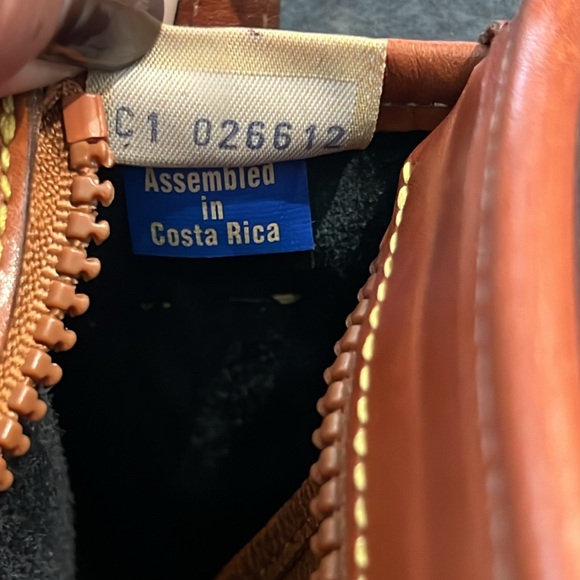 C1 026612
Assembled
in
Costa Rica